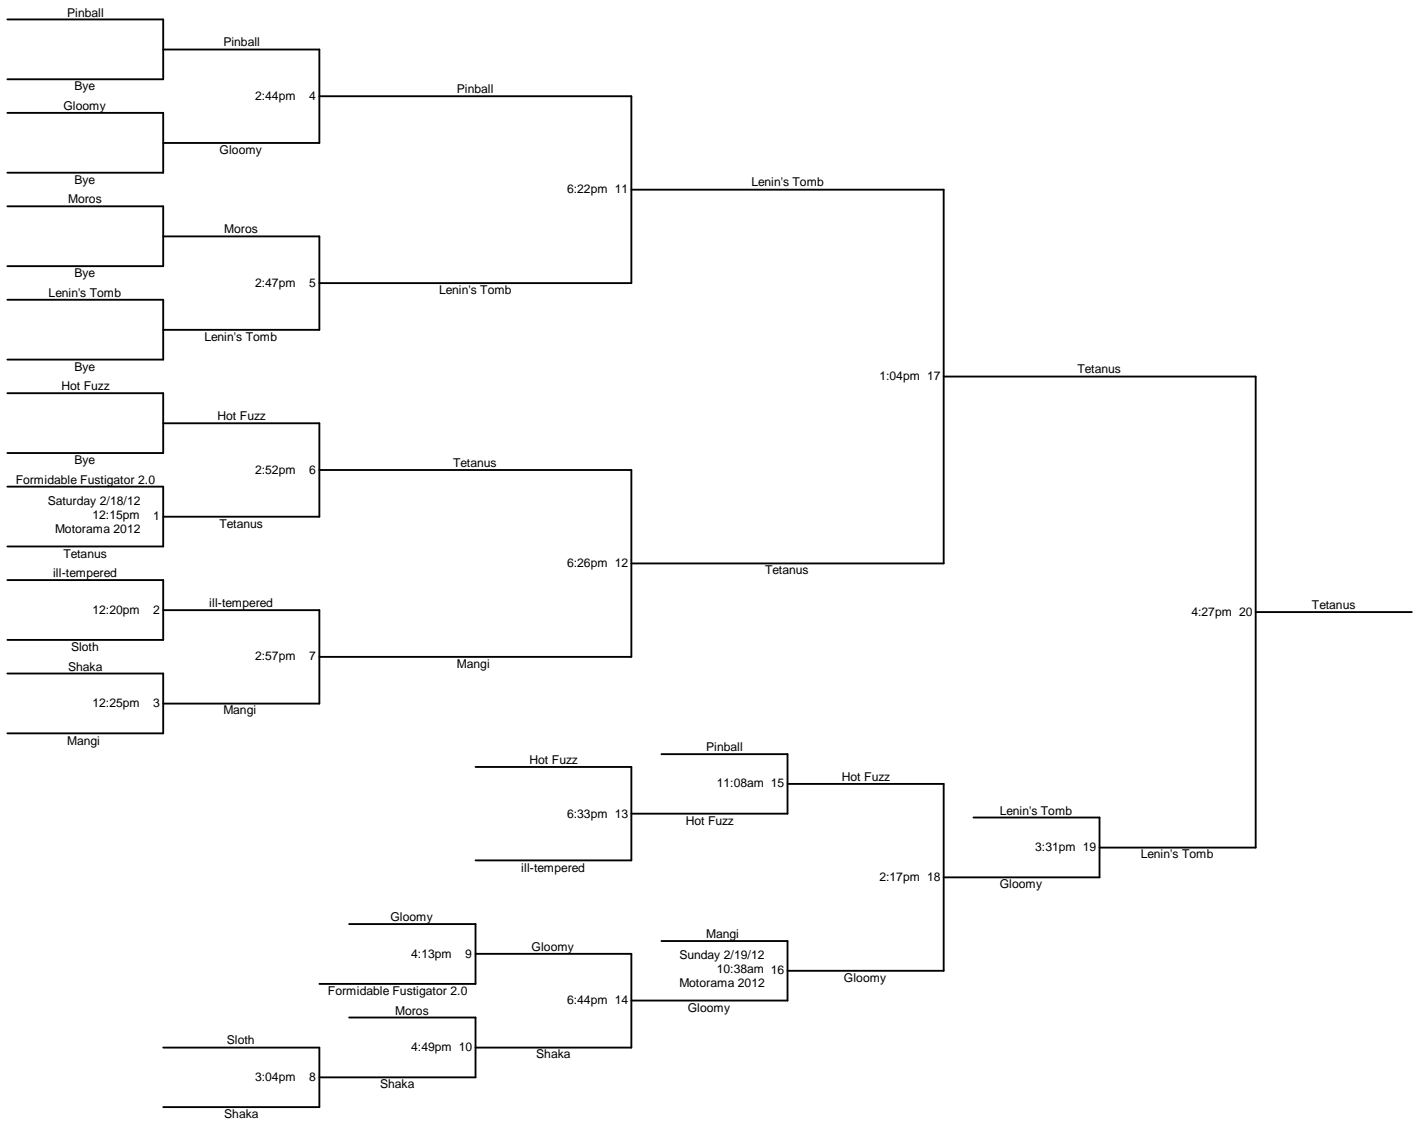 Pinball
Pinball
Bye
2:44pm 4
Pinball
Gloomy
Gloomy
Bye
6:22pm 11
Lenin's Tomb
Moros
Moros
Bye
2:47pm 5
Lenin's Tomb
Lenin's Tomb
Lenin's Tomb
Bye
1:04pm 17
Tetanus
Hot Fuzz
Hot Fuzz
Bye
2:52pm 6
Tetanus
Formidable Fustigator 2.0
Saturday 2/18/12
12:15pm 1
Motorama 2012
Tetanus
Tetanus
6:26pm 12
Tetanus
ill-tempered
12:20pm 2
ill-tempered
Sloth
2:57pm 7
Mangi
Shaka
12:25pm 3
Mangi
Mangi
4:27pm 20
Tetanus
Hot Fuzz
6:33pm 13
ill-tempered
Pinball
11:08am 15
Hot Fuzz
Hot Fuzz
Lenin's Tomb
3:31pm 19
Lenin's Tomb
2:17pm 18
Gloomy
Gloomy
4:13pm 9
Gloomy
Formidable Fustigator 2.0
6:44pm 14
Mangi
Sunday 2/19/12
10:38am 16
Motorama 2012
Gloomy
Gloomy
Moros
4:49pm 10
Shaka
Sloth
3:04pm 8
Shaka
Shaka